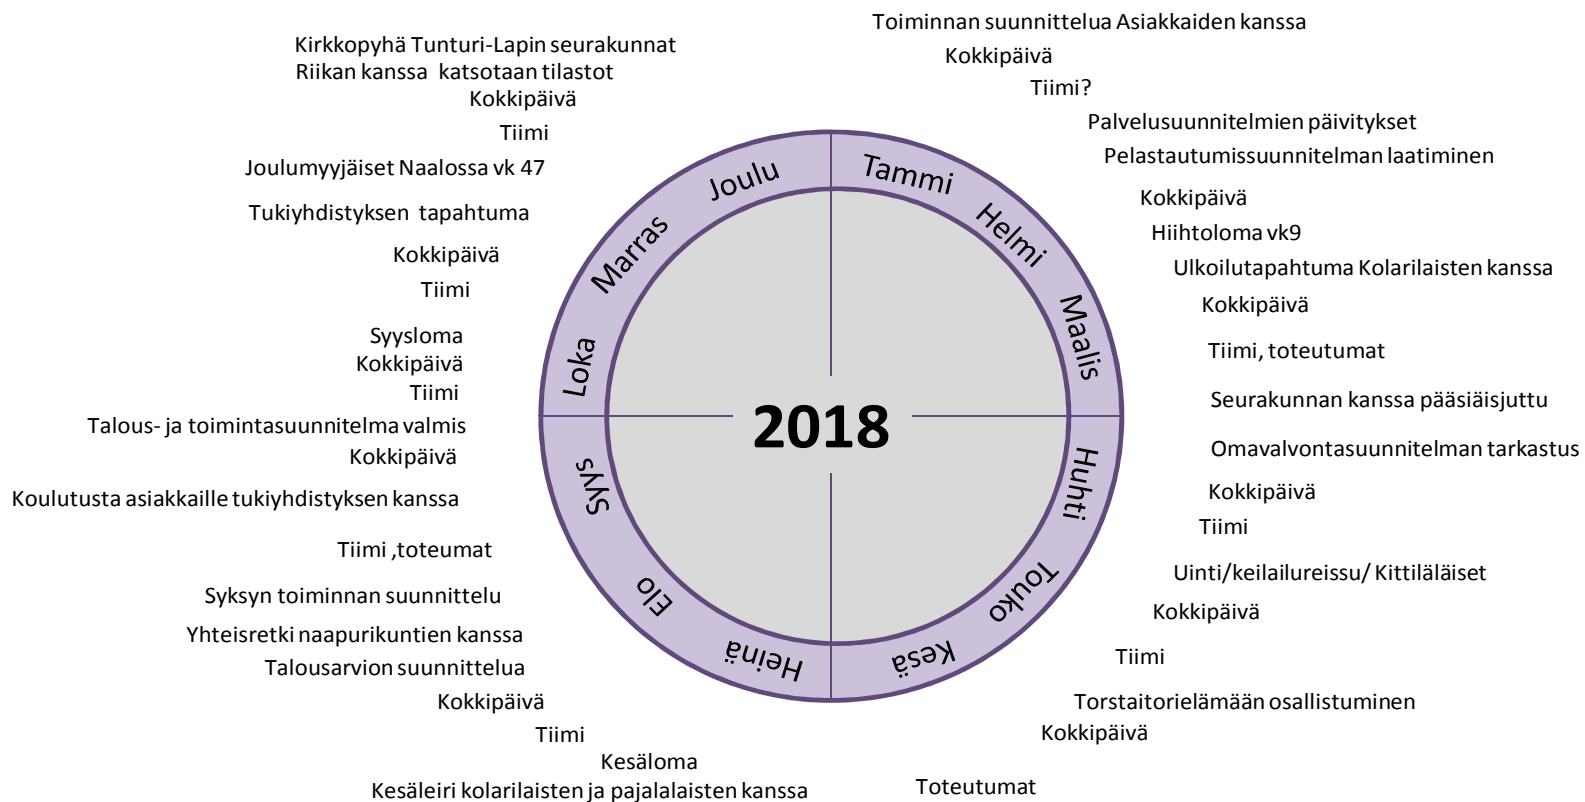 Toiminnan suunnittelua Asiakkaiden kanssa
Kokkipäivä
Tiimi?
Palvelusuunnitelmien päivitykset
Pelastautumissuunnitelman laatiminen
Kokkipäivä
Hiihtoloma vk9
Ulkoilutapahtuma Kolarilaisten kanssa
Kokkipäivä
Tiimi, toteutumat
Seurakunnan kanssa pääsiäisjuttu
Omavalvontasuunnitelman tarkastus
Kokkipäivä
Tiimi
Uinti/keilailureissu/ Kittiläläiset
Kokkipäivä
Tiimi
Torstaitorielämään osallistuminen
Kokkipäivä
Toteutumat
Kirkkopyhä Tunturi-Lapin seurakunnat
Riikan kanssa katsotaan tilastot
Kokkipäivä
Tiimi
Joulumyyjäiset Naalossa vk 47
Tukiyhdistyksen tapahtuma
Kokkipäivä
Tiimi
Syysloma
Kokkipäivä
Tiimi
Talous- ja toimintasuunnitelma valmis
Kokkipäivä
Koulutusta asiakkaille tukiyhdistyksen kanssa
Tiimi ,toteumat
Syksyn toiminnan suunnittelu
Yhteisretki naapurikuntien kanssa
Talousarvion suunnittelua
Kokkipäivä
Tiimi
Kesäloma
Kesäleiri kolarilaisten ja pajalalaisten kanssa
Tammi
Helmi
Maalis
Huhti
Touko
Kesä
Heinä
Elo
Syys
Loka
Marras
Joulu
2018